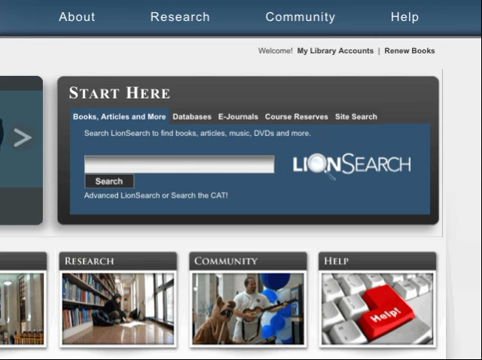 About Research Community Help
Welcome! My Library Accounts | Renew Books
START HERE
Books, Articles and More Databases E-Journals Course Reserves Site Search
Search LionSearch to find books, articles, music, DVDs and more.
LIONSEARCH
Search
Advanced LionSearch or Search the CAT!
RESEARCH COMMUNITY HELP
Help!